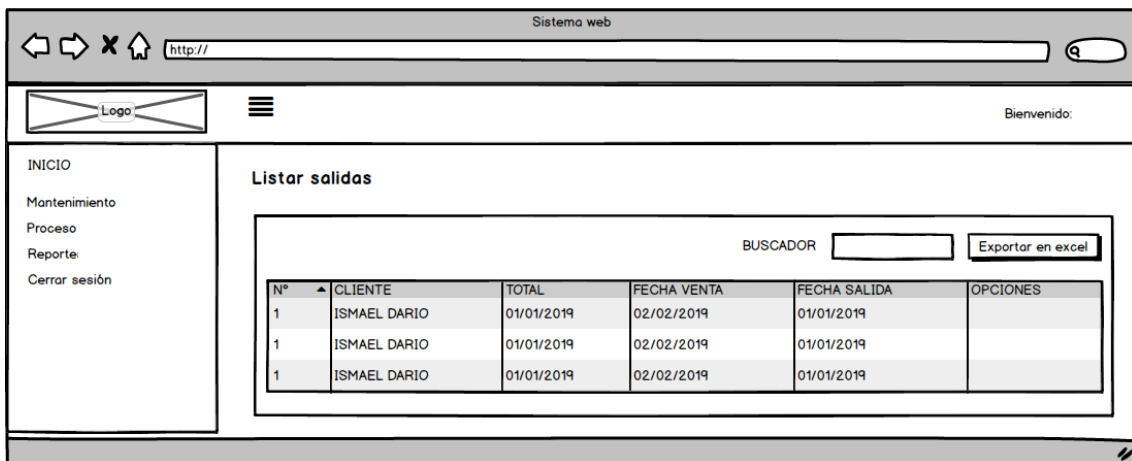 Sistema web
http://
Logo
Bienvenido:
INICIO
Mantenimiento
Proceso
Reporte
Cerrar sesión
Listar salidas
BUSCADOR Exportar en excel
N° CLIENTE TOTAL FECHA VENTA FECHA SALIDA OPCIONES
1 ISMAEL DARIO 01/01/2019 02/02/2019 01/01/2019
1 ISMAEL DARIO 01/01/2019 02/02/2019 01/01/2019
1 ISMAEL DARIO 01/01/2019 02/02/2019 01/01/2019